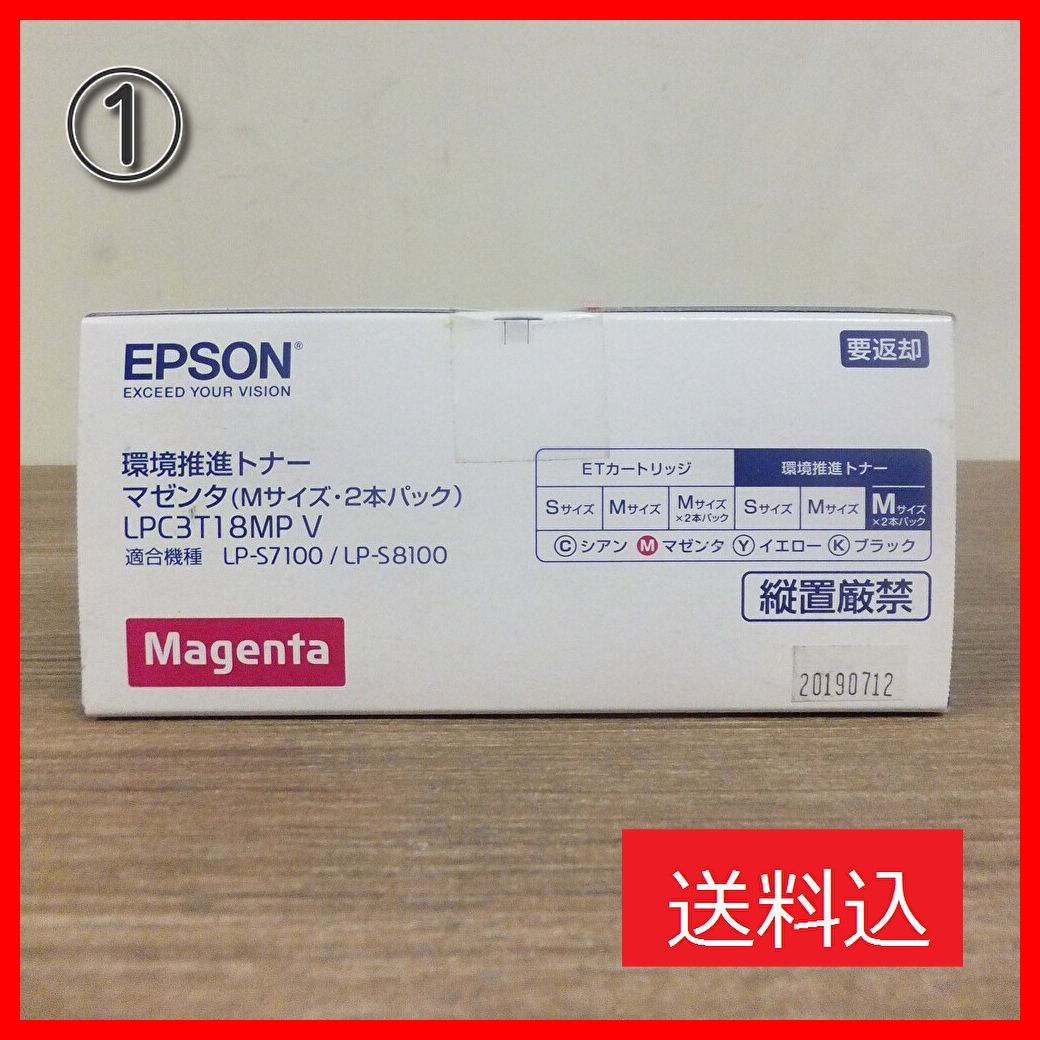 ①
EPSON®
EXCEED YOUR VISION
要返却
環境推進トナー
マゼンタ(Mサイズ・2本パック)
LPC3T18MP V
適合機種 LP-S7100 / LP-S8100
Magenta
ETカートリッジ 環境推進トナー
Sサイズ Mサイズ Mサイズ×2本パック Sサイズ Mサイズ Mサイズ×2本パック
Ⓒシアン Ⓜマゼンタ Ⓨイエロー Ⓚブラック
縦置厳禁
20190712
送料込